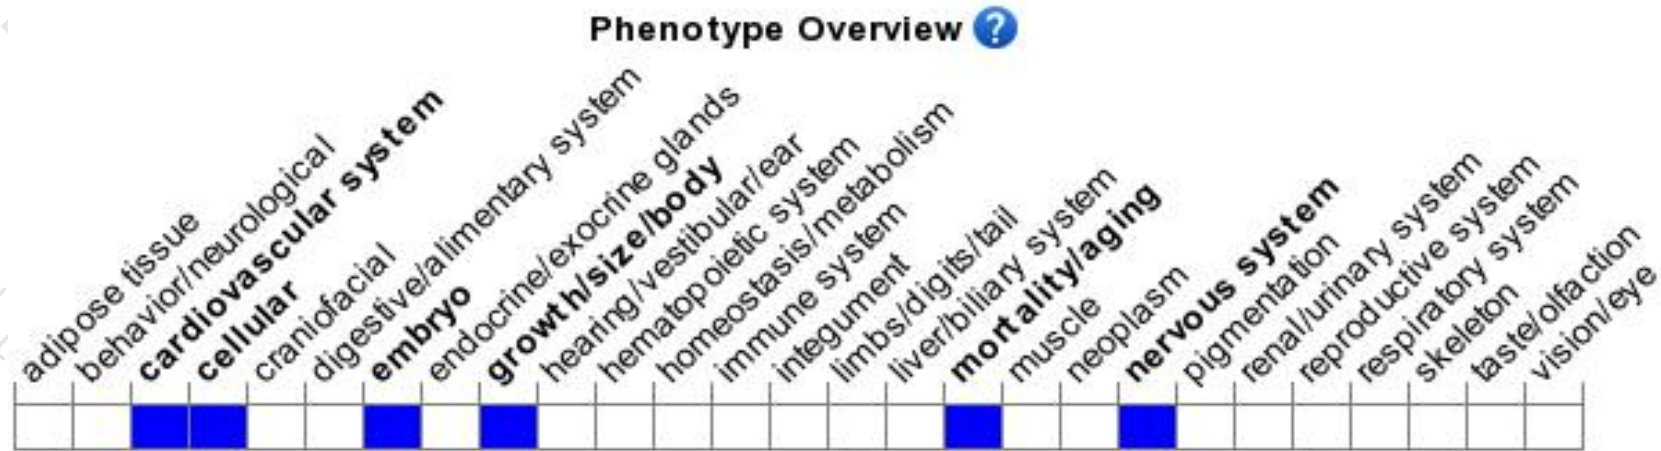 Phenotype Overview ?
adipose tissue
behavior/neurological
cardiovascular system
cellular
craniofacial
digestive/alimentary system
embryo
endocrine/exocrine glands
growth/size/body
hearing/vestibular/ear
hematopoietic system
homeostasis/metabolism
immune system
integument
limbs/digits/tail
liver/biliary system
mortality/aging
muscle
neoplasm
nervous system
pigmentation
renal/urinary system
reproductive system
respiratory system
skeleton
taste/olfaction
vision/eye